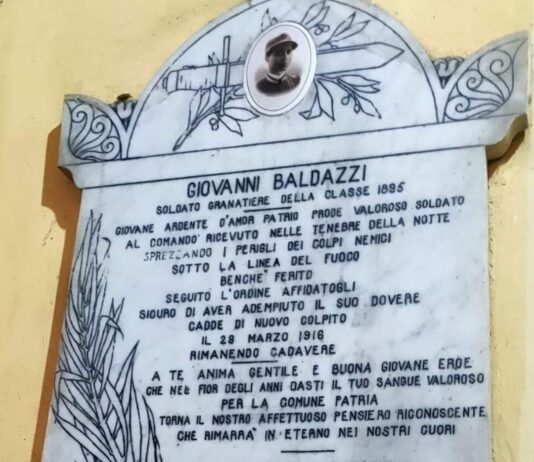 GIOVANNI BALDAZZI
SOLDATO GRANATIERE DELLA CLASSE 1895
GIOVANE ARDENTE D'AMOR PATRIO PRODE VALOROSO SOLDATO
AL COMANDO RICEVUTO NELLE TENEBRE DELLA NOTTE
SPREZZANDO I PERIGLI DEI COLPI NEMICI
SOTTO LA LINEA DEL FUOCO
BENCHE' FERITO
SEGUITO L'ORDINE AFFIDATOGLI
SICURO DI AVER ADEMPIUTO IL SUO DOVERE
CADDE DI NUOVO COLPITO
IL 29 MARZO 1916
RIMANENDO CADAVERE
A TE ANIMA GENTILE E BUONA GIOVANE EROE
CHE NEL FIOR DEGLI ANNI DASTI IL TUO SANGUE VALOROSO
PER LA COMUNE PATRIA
TORNA IL NOSTRO AFFETTUOSO PENSIERO RICONOSCENTE
CHE RIMARRA' IN ETERNO NEI NOSTRI CUORI